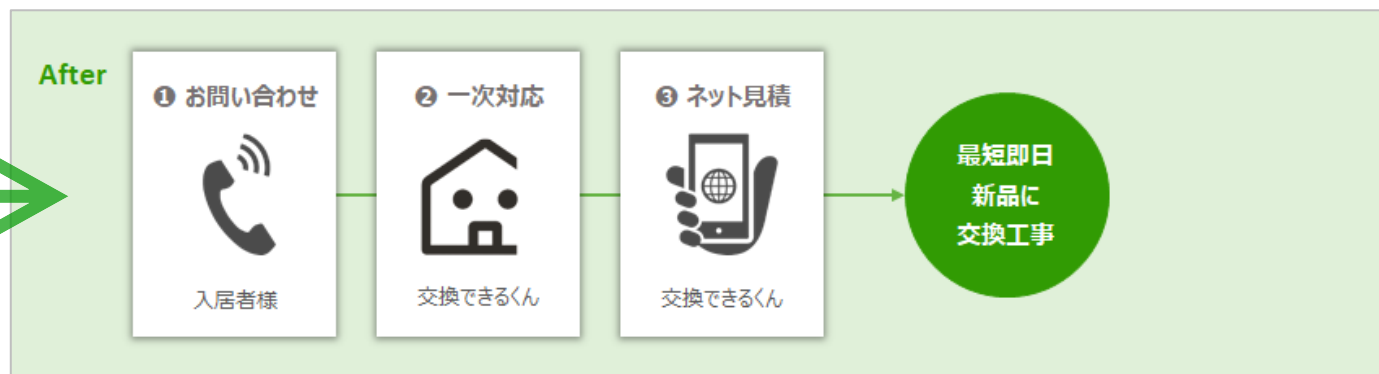 After
❶ お問い合わせ
入居者様
❷ 一次対応
交換できるくん
❸ ネット見積
交換できるくん
最短即日
新品に
交換工事